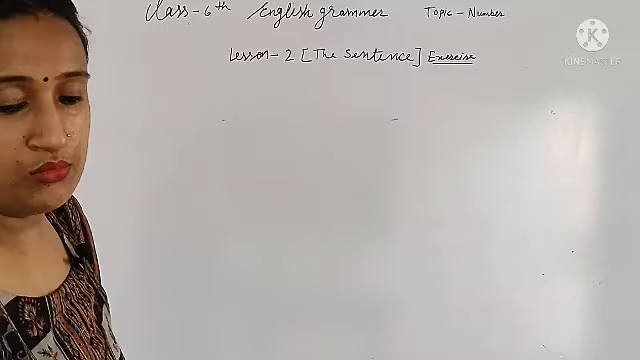 Class - 6th /English grammer Topic - Number
Lesson - 2 [The Sentence] Exercise
KINEMASTER